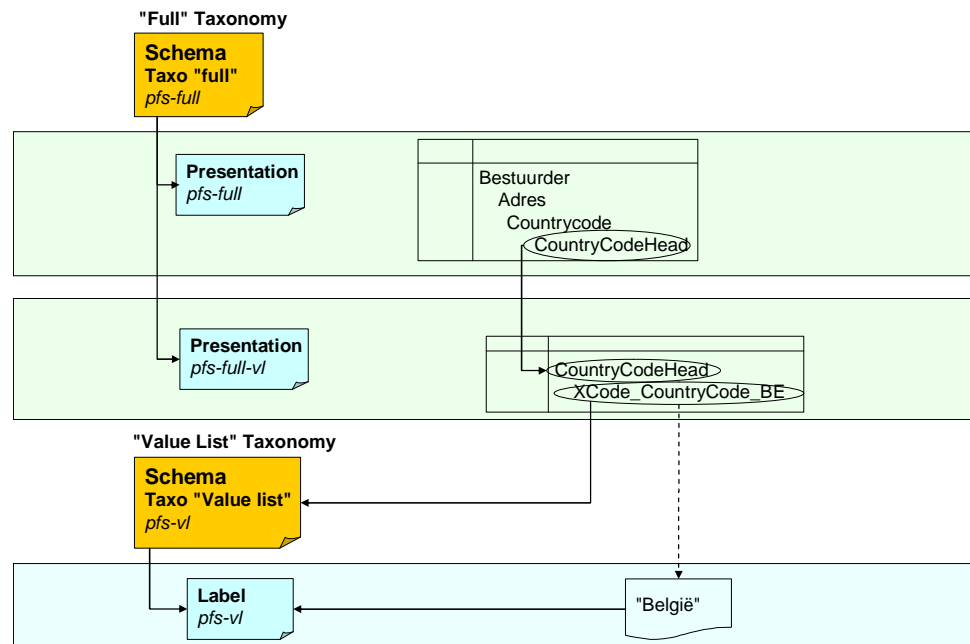 "Full" Taxonomy
Schema
Taxo "full"
pfs-full
Presentation
pfs-full
Bestuurder
Adres
Countrycode
CountryCodeHead
Presentation
pfs-full-vl
CountryCodeHead
XCode_CountryCode_BE
"Value List" Taxonomy
Schema
Taxo "Value list"
pfs-vl
Label
pfs-vl
"België"